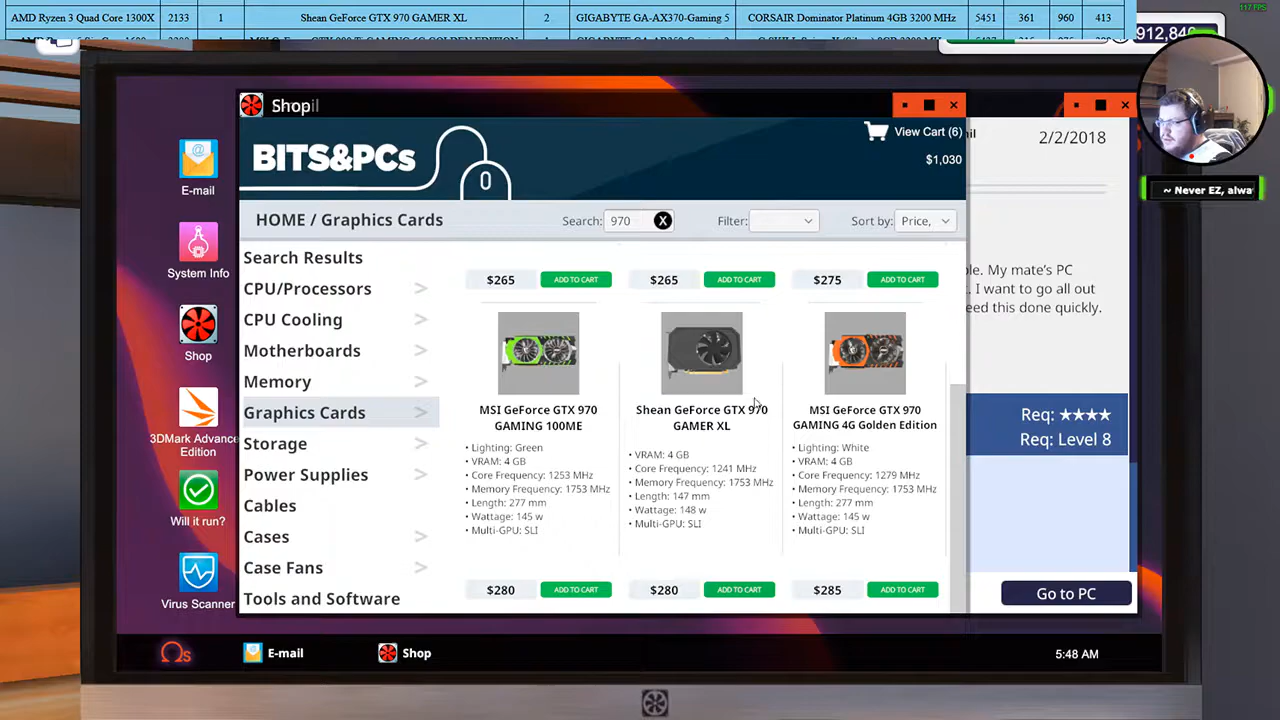 117 FPS
AMD Ryzen 3 Quad Core 1300X 2133 1 Shean GeForce GTX 970 GAMER XL 2 GIGABYTE GA-AX370-Gaming 5 CORSAIR Dominator Platinum 4GB 3200 MHz 5451 361 960 413
Shop
BITS&PCs
View Cart (6)
$1,030
2/2/2018
~ Never EZ, alwa
HOME / Graphics Cards
Search: 970 X
Filter:
Sort by: Price,
E-mail
System Info
Shop
3DMark Advance
Edition
Will it run?
Virus Scanner
Search Results
CPU/Processors >
CPU Cooling >
Motherboards >
Memory >
Graphics Cards >
Storage >
Power Supplies >
Cables
Cases >
Case Fans >
Tools and Software
$265 ADD TO CART
$265 ADD TO CART
$275 ADD TO CART
MSI GeForce GTX 970
GAMING 100ME
• Lighting: Green
• VRAM: 4 GB
• Core Frequency: 1253 MHz
• Memory Frequency: 1753 MHz
• Length: 277 mm
• Wattage: 145 w
• Multi-GPU: SLI
$280 ADD TO CART
Shean GeForce GTX 970
GAMER XL
• VRAM: 4 GB
• Core Frequency: 1241 MHz
• Memory Frequency: 1753 MHz
• Length: 147 mm
• Wattage: 148 w
• Multi-GPU: SLI
$280 ADD TO CART
MSI GeForce GTX 970
GAMING 4G Golden Edition
• Lighting: White
• VRAM: 4 GB
• Core Frequency: 1279 MHz
• Memory Frequency: 1753 MHz
• Length: 277 mm
• Wattage: 145 w
• Multi-GPU: SLI
$285 ADD TO CART
ple. My mate's PC
I want to go all out
eed this done quickly.
Req: ★★★★
Req: Level 8
Go to PC
E-mail
Shop
5:48 AM